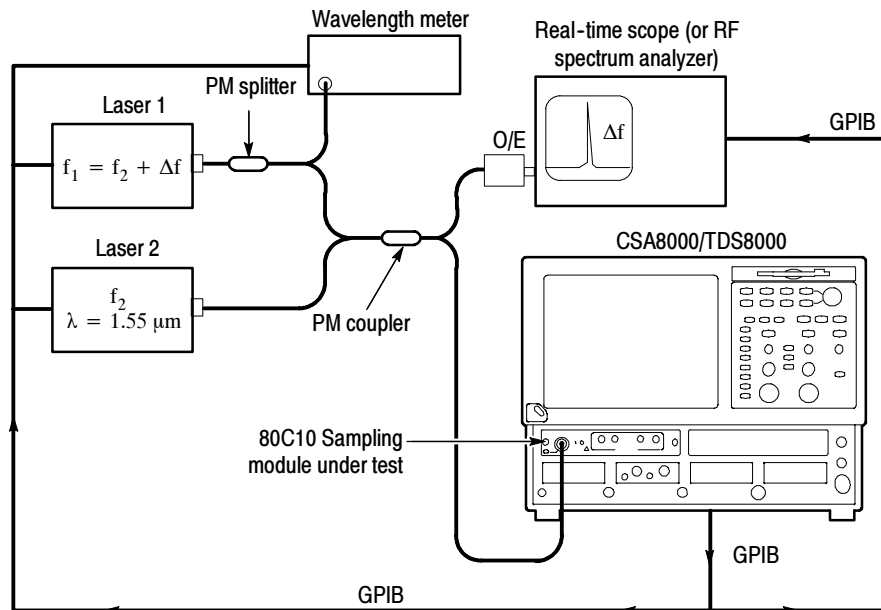 Wavelength meter
Real-time scope (or RF
spectrum analyzer)
PM splitter
Laser 1
f1 = f2 + Δf
O/E
Δf
GPIB
Laser 2
f2
λ = 1.55 μm
PM coupler
CSA8000/TDS8000
80C10 Sampling
module under test
GPIB
GPIB